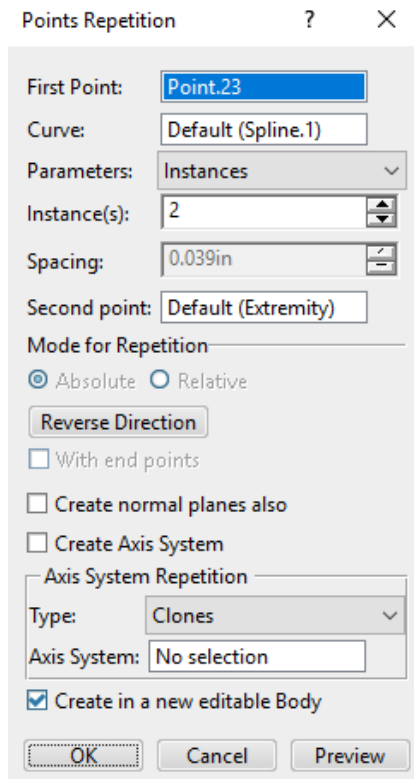 Points Repetition ? ×
First Point: Point.23
Curve: Default (Spline.1)
Parameters: Instances
Instance(s): 2
Spacing: 0.039in
Second point: Default (Extremity)
Mode for Repetition
Absolute Relative
Reverse Direction
With end points
Create normal planes also
Create Axis System
Axis System Repetition
Type: Clones
Axis System: No selection
Create in a new editable Body
OK Cancel Preview